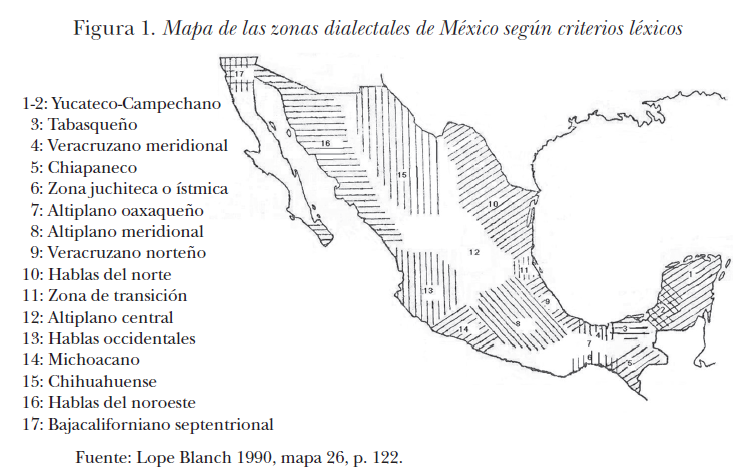 Figura 1. Mapa de las zonas dialectales de México según criterios léxicos
1-2: Yucateco-Campechano
3: Tabasqueño
4: Veracruzano meridional
5: Chiapaneco
6: Zona juchiteca o ístmica
7: Altiplano oaxaqueño
8: Altiplano meridional
9: Veracruzano norteño
10: Hablas del norte
11: Zona de transición
12: Altiplano central
13: Hablas occidentales
14: Michoacano
15: Chihuahuense
16: Hablas del noroeste
17: Bajacaliforniano septentrional
17
16
15
10
12
11
13
9
14
8
1
2
3
4
7
6
5
Fuente: Lope Blanch 1990, mapa 26, p. 122.